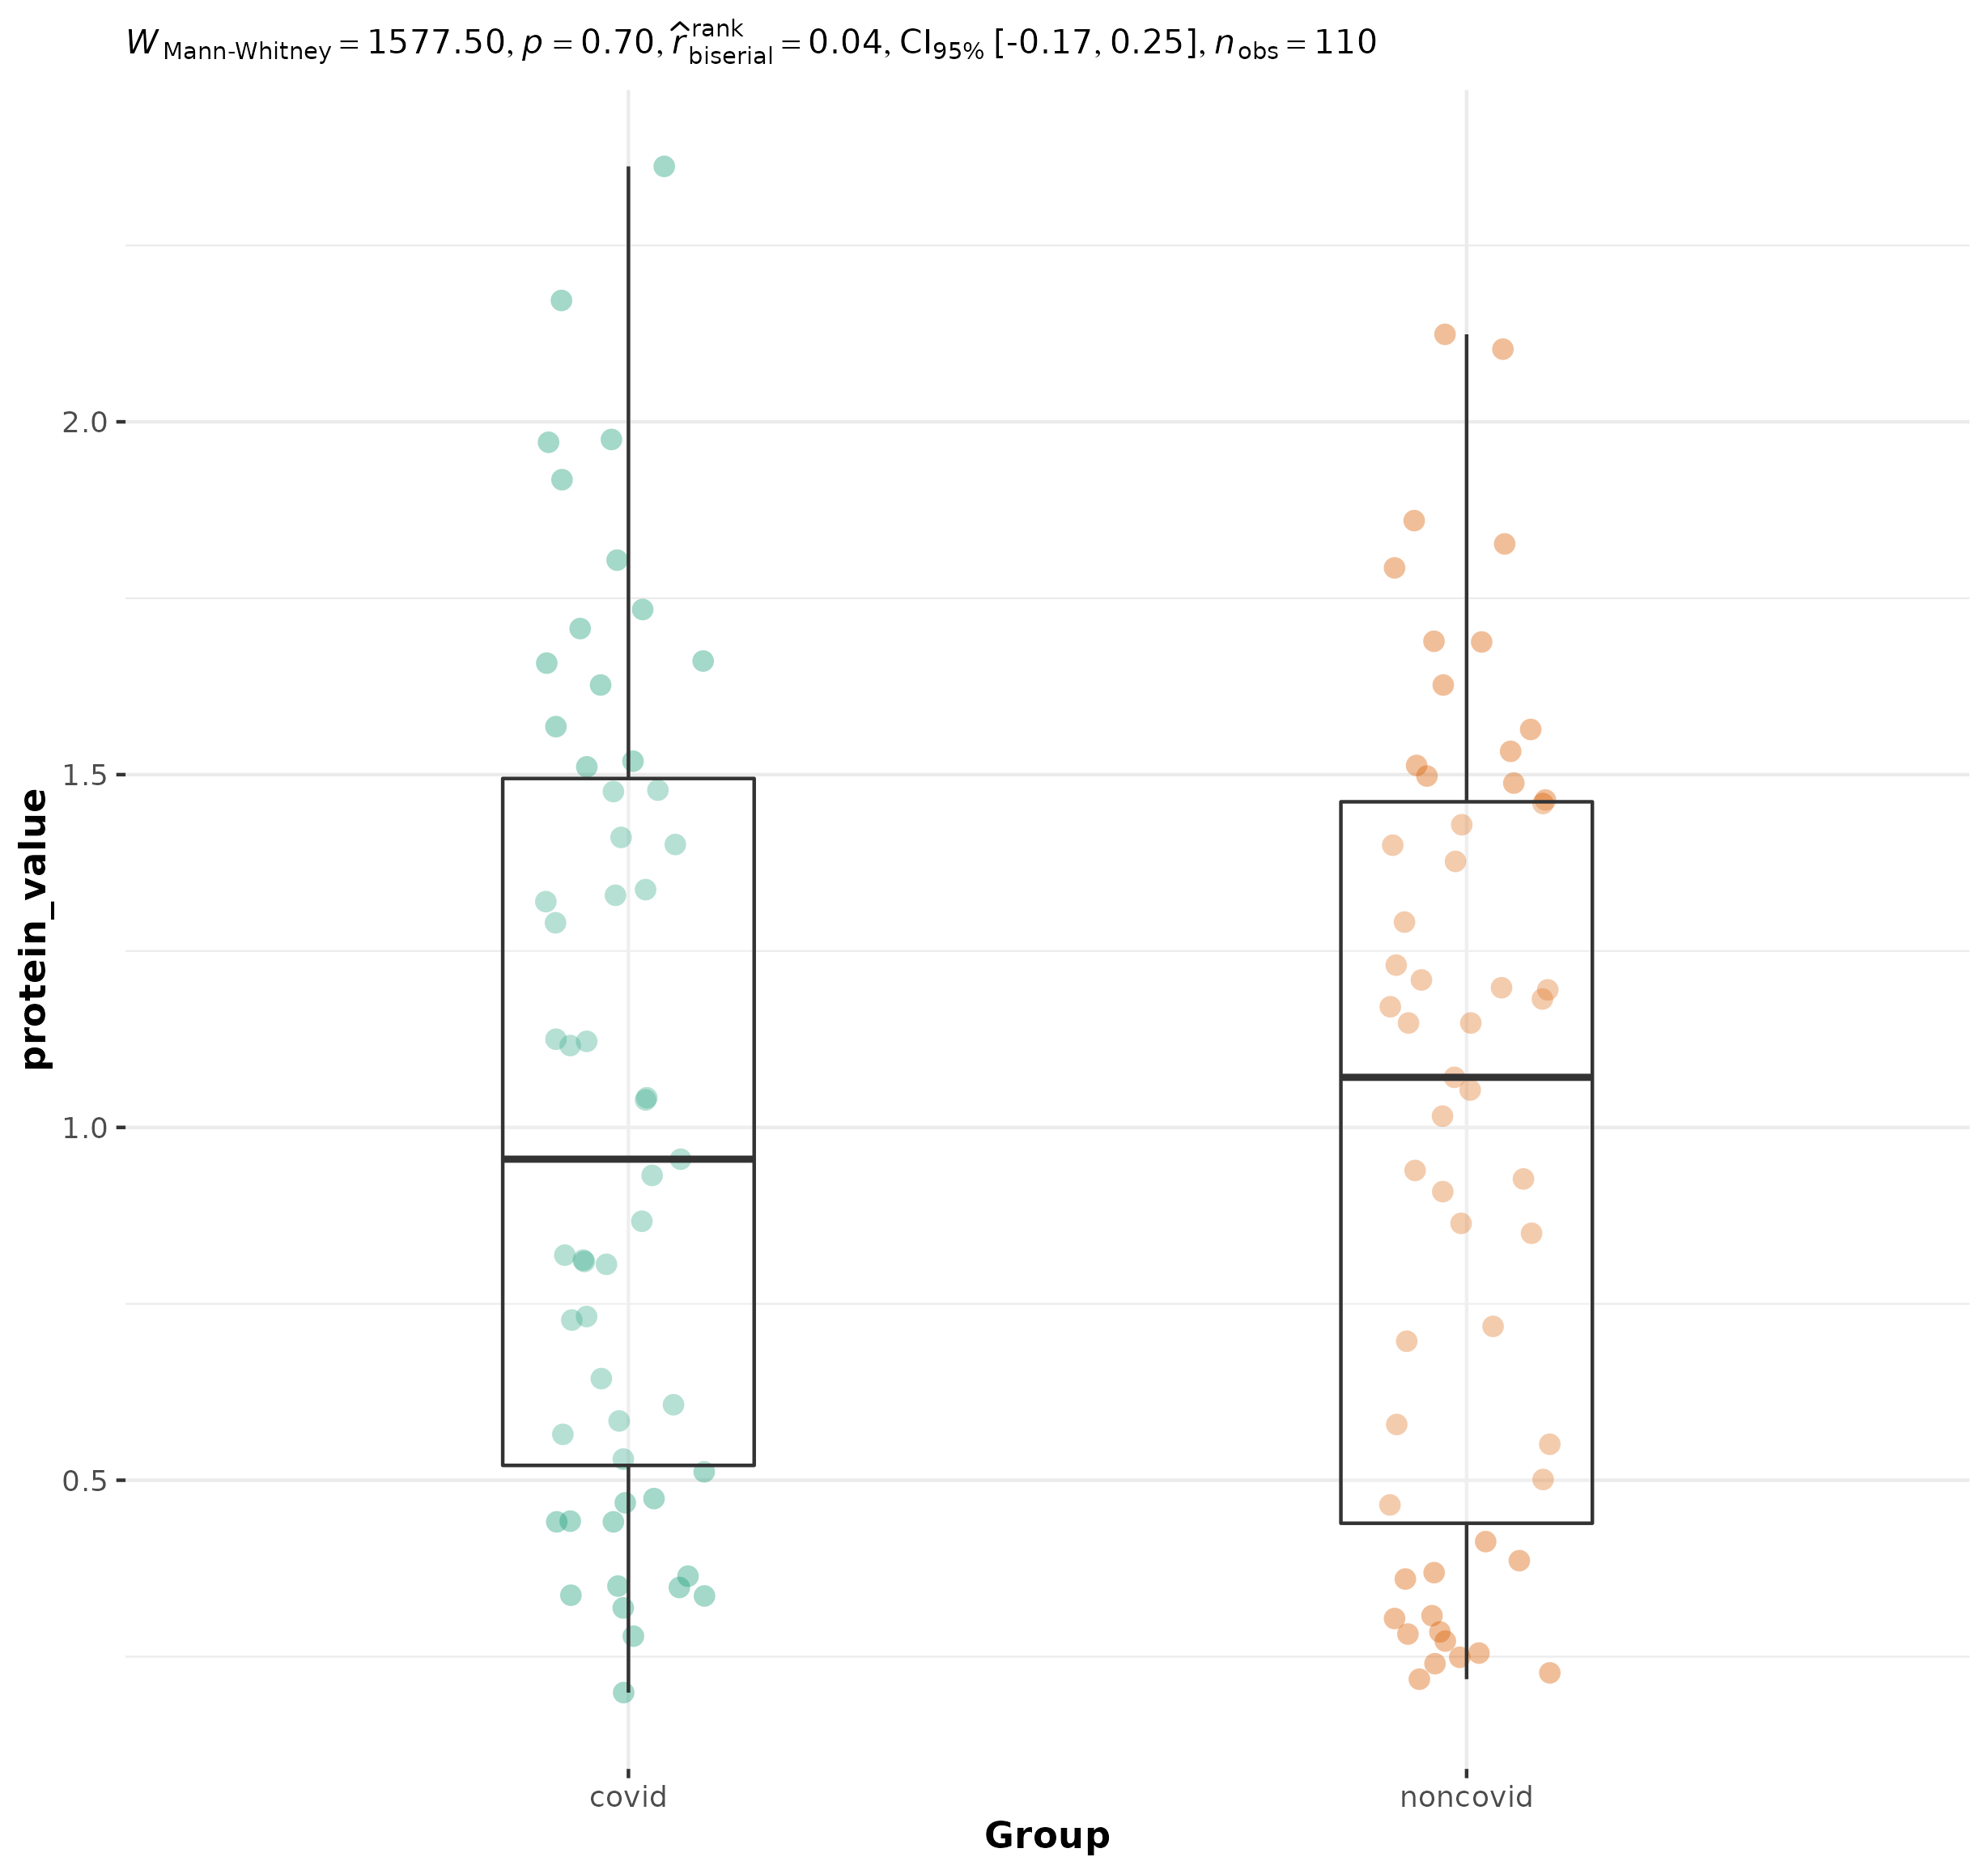 W Mann-Whitney = 1577.50, p = 0.70, r̂ rank biserial = 0.04, CI95% [-0.17, 0.25], nobs = 110
protein_value
2.0
1.5
1.0
0.5
covid noncovid
Group